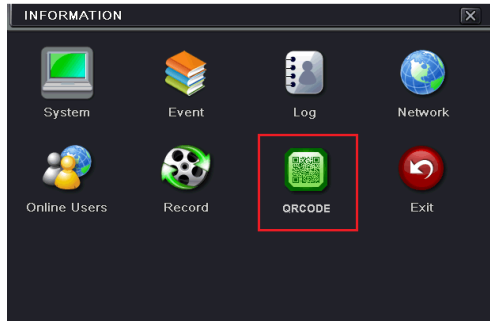 INFORMATION
System
Event
Log
Network
Online Users
Record
QRCODE
Exit